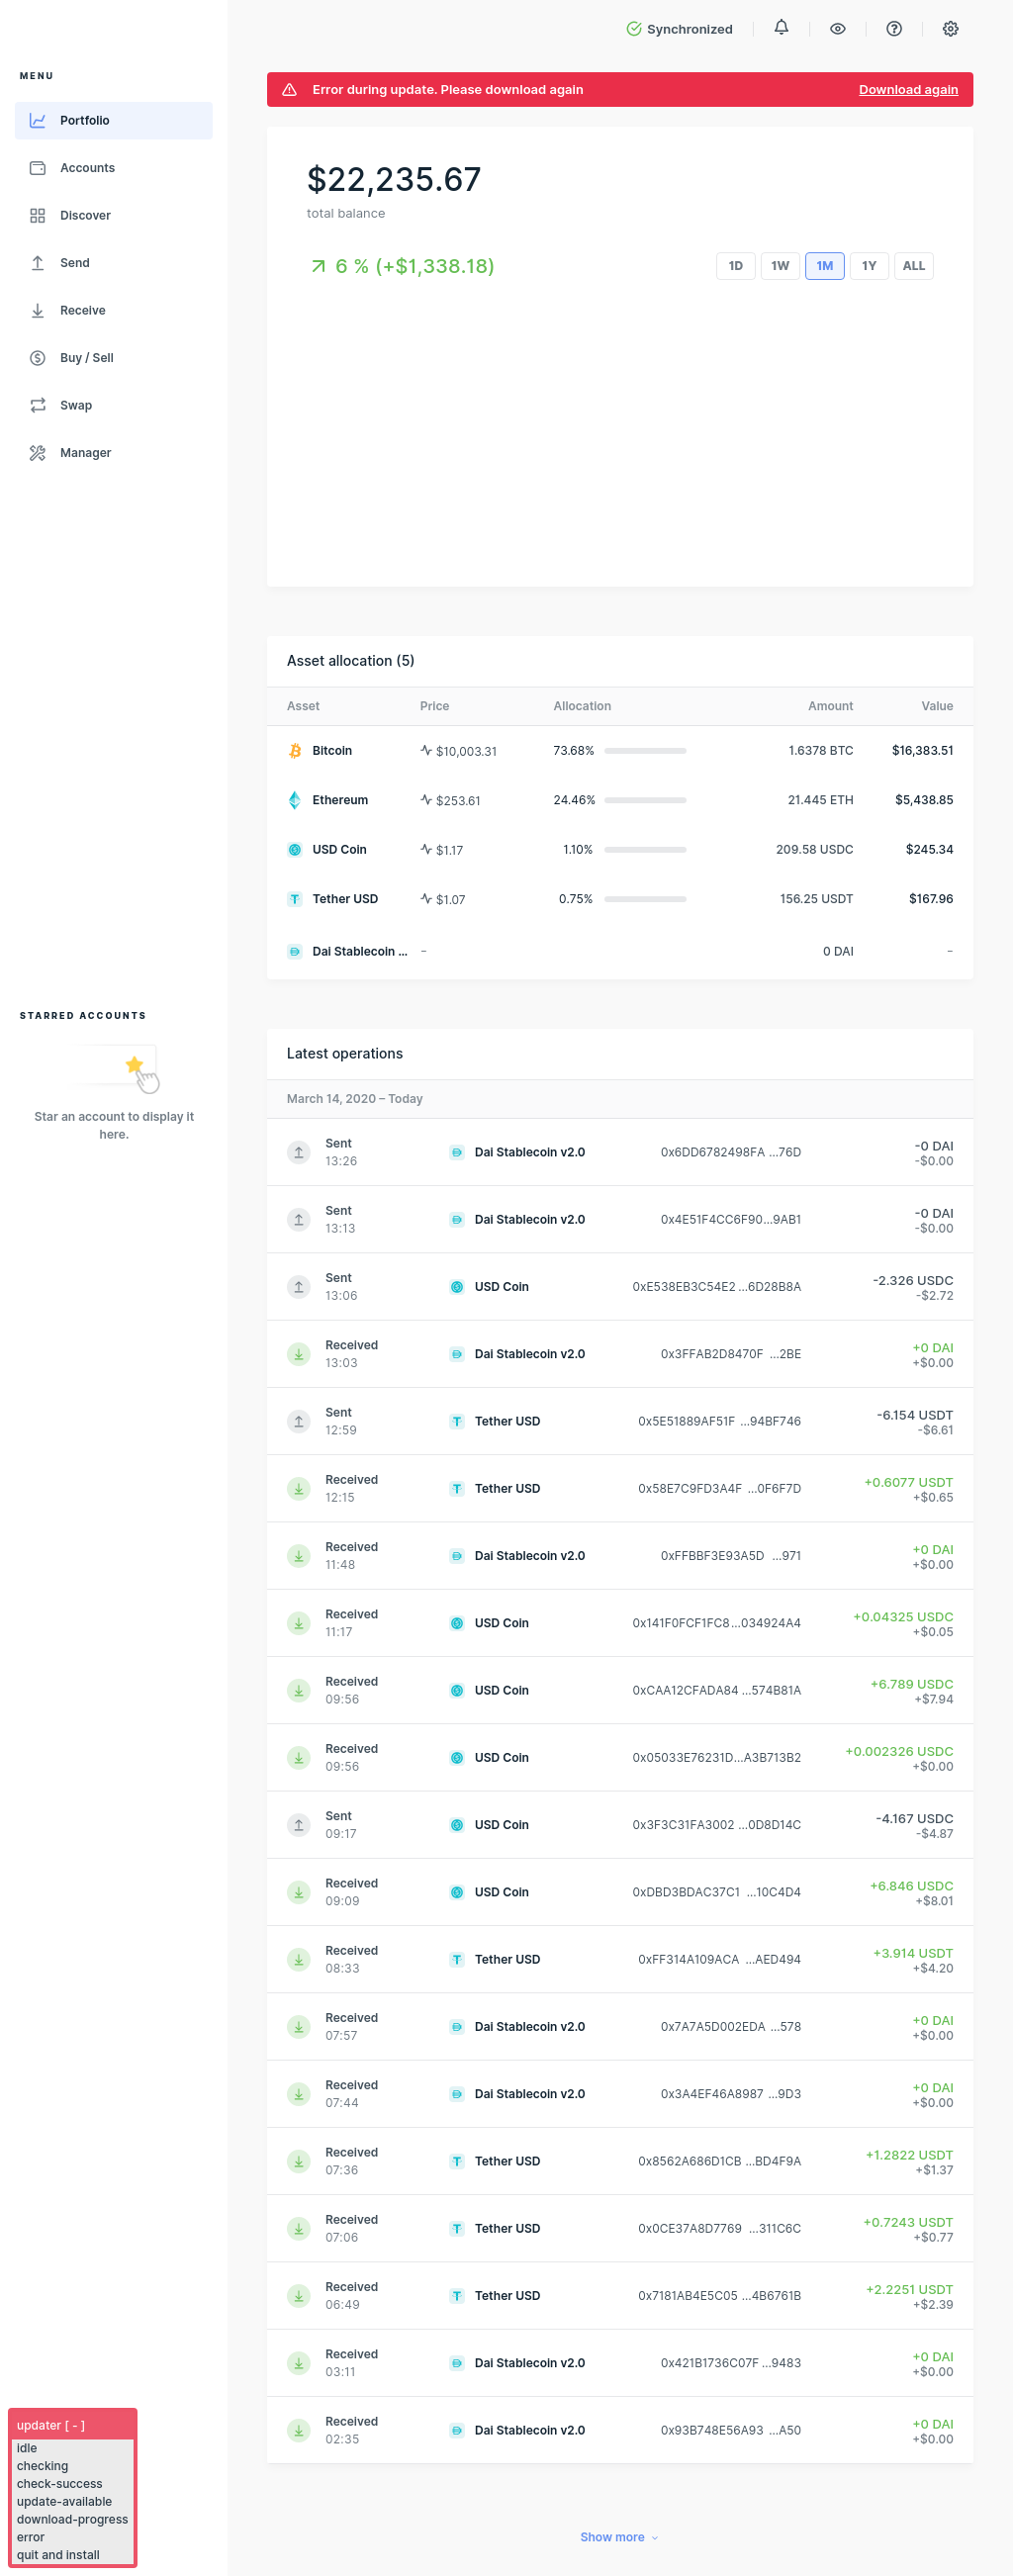 Synchronized
MENU
Error during update. Please download again
Download again
Portfolio
Accounts
Discover
Send
Receive
Buy / Sell
Swap
Manager
$22,235.67
total balance
6 % (+$1,338.18)
1D 1W 1M 1Y ALL
Asset allocation (5)
Asset Price Allocation Amount Value
Bitcoin $10,003.31 73.68% 1.6378 BTC $16,383.51
Ethereum $253.61 24.46% 21.445 ETH $5,438.85
USD Coin $1.17 1.10% 209.58 USDC $245.34
Tether USD $1.07 0.75% 156.25 USDT $167.96
Dai Stablecoin ... – 0 DAI –
STARRED ACCOUNTS
Star an account to display it
here.
Latest operations
March 14, 2020 – Today
Sent
13:26
Dai Stablecoin v2.0
0x6DD6782498FA ...76D
-0 DAI
-$0.00
Sent
13:13
Dai Stablecoin v2.0
0x4E51F4CC6F90...9AB1
-0 DAI
-$0.00
Sent
13:06
USD Coin
0xE538EB3C54E2 ...6D28B8A
-2.326 USDC
-$2.72
Received
13:03
Dai Stablecoin v2.0
0x3FFAB2D8470F ...2BE
+0 DAI
+$0.00
Sent
12:59
Tether USD
0x5E51889AF51F ...94BF746
-6.154 USDT
-$6.61
Received
12:15
Tether USD
0x58E7C9FD3A4F ...0F6F7D
+0.6077 USDT
+$0.65
Received
11:48
Dai Stablecoin v2.0
0xFFBBF3E93A5D ...971
+0 DAI
+$0.00
Received
11:17
USD Coin
0x141F0FCF1FC8...034924A4
+0.04325 USDC
+$0.05
Received
09:56
USD Coin
0xCAA12CFADA84 ...574B81A
+6.789 USDC
+$7.94
Received
09:56
USD Coin
0x05033E76231D...A3B713B2
+0.002326 USDC
+$0.00
Sent
09:17
USD Coin
0x3F3C31FA3002 ...0D8D14C
-4.167 USDC
-$4.87
Received
09:09
USD Coin
0xDBD3BDAC37C1 ...10C4D4
+6.846 USDC
+$8.01
Received
08:33
Tether USD
0xFF314A109ACA ...AED494
+3.914 USDT
+$4.20
Received
07:57
Dai Stablecoin v2.0
0x7A7A5D002EDA ...578
+0 DAI
+$0.00
Received
07:44
Dai Stablecoin v2.0
0x3A4EF46A8987 ...9D3
+0 DAI
+$0.00
Received
07:36
Tether USD
0x8562A686D1CB ...BD4F9A
+1.2822 USDT
+$1.37
Received
07:06
Tether USD
0x0CE37A8D7769 ...311C6C
+0.7243 USDT
+$0.77
Received
06:49
Tether USD
0x7181AB4E5C05 ...4B6761B
+2.2251 USDT
+$2.39
Received
03:11
Dai Stablecoin v2.0
0x421B1736C07F ...9483
+0 DAI
+$0.00
Received
02:35
Dai Stablecoin v2.0
0x93B748E56A93 ...A50
+0 DAI
+$0.00
Show more
updater [ - ]
idle
checking
check-success
update-available
download-progress
error
quit and install